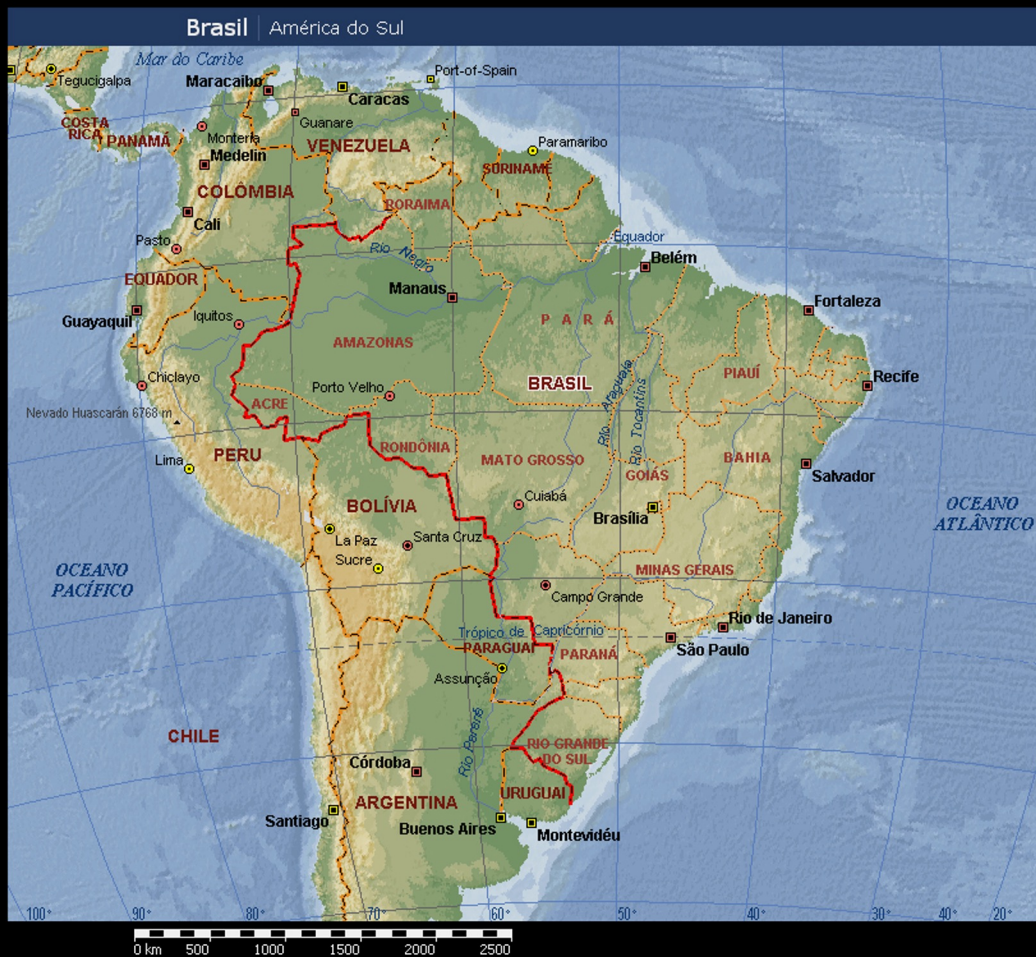 Brasil América do Sul
Mar do Caribe
Port-of-Spain
Tegucigalpa
Maracaibo
Caracas
COSTA
RICA
PANAMÁ
Guanare
Montería
VENEZUELA
Paramaribo
Medelin
SURINAME
COLÔMBIA
RORAIMA
Cali
Pasto
Rio Negro
Equador
Belém
EQUADOR
Manaus
Fortaleza
Guayaquil
Iquitos
PARÁ
AMAZONAS
Chiclayo
Porto Velho
BRASIL
Rio Araguaia
Rio Tocantins
PIAUÍ
Recife
ACRE
Nevado Huascarán 6768 m
PERU
RONDÔNIA
MATO GROSSO
BAHIA
Lima
GOIÁS
Salvador
BOLÍVIA
Cuiabá
OCEANO
ATLÂNTICO
Brasília
La Paz
Santa Cruz
Sucre
OCEANO
PACÍFICO
MINAS GERAIS
Campo Grande
Rio de Janeiro
Trópico de Capricórnio
PARAGUAI
PARANÁ
São Paulo
Assunção
Rio Paraná
CHILE
RIO GRANDE
DO SUL
Córdoba
ARGENTINA
URUGUAI
Santiago
Buenos Aires
Montevidéu
100° 90° 80° 70° 60° 50° 40° 30° 20°
0 km 500 1000 1500 2000 2500